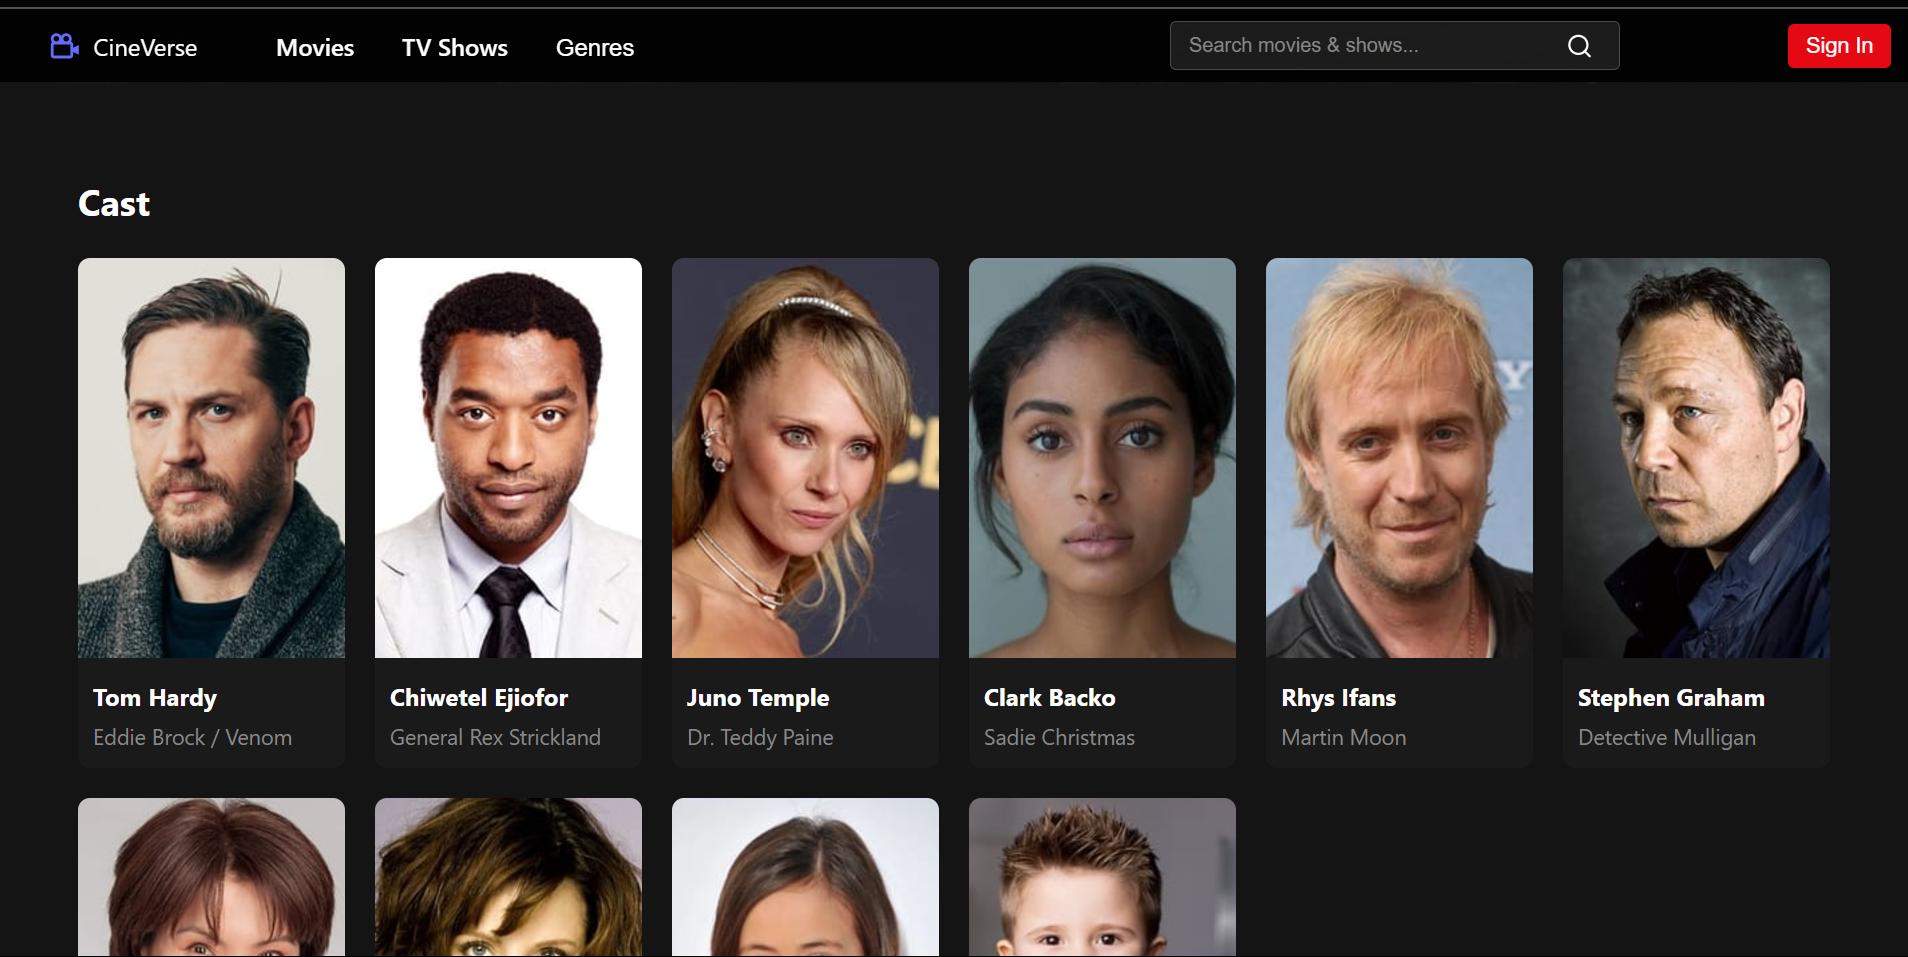 CineVerse
Movies
TV Shows
Genres
Search movies & shows...
Sign In
Cast
Tom Hardy
Eddie Brock / Venom
Chiwetel Ejiofor
General Rex Strickland
Juno Temple
Dr. Teddy Paine
Clark Backo
Sadie Christmas
Rhys Ifans
Martin Moon
Stephen Graham
Detective Mulligan